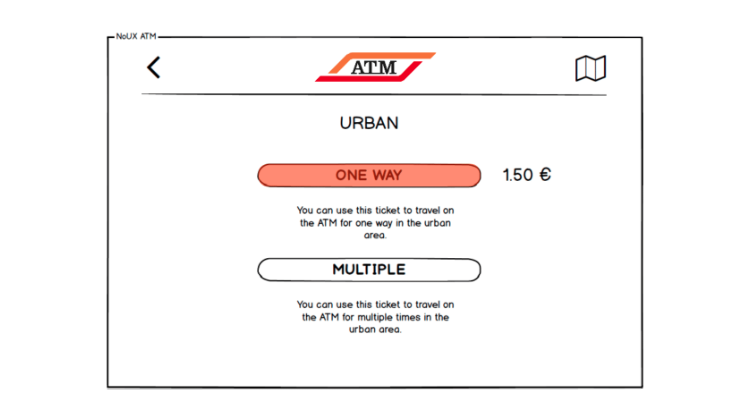 NoUX ATM
ATM
URBAN
ONE WAY
1.50 €
You can use this ticket to travel on
the ATM for one way in the urban
area.
MULTIPLE
You can use this ticket to travel on
the ATM for multiple times in the
urban area.